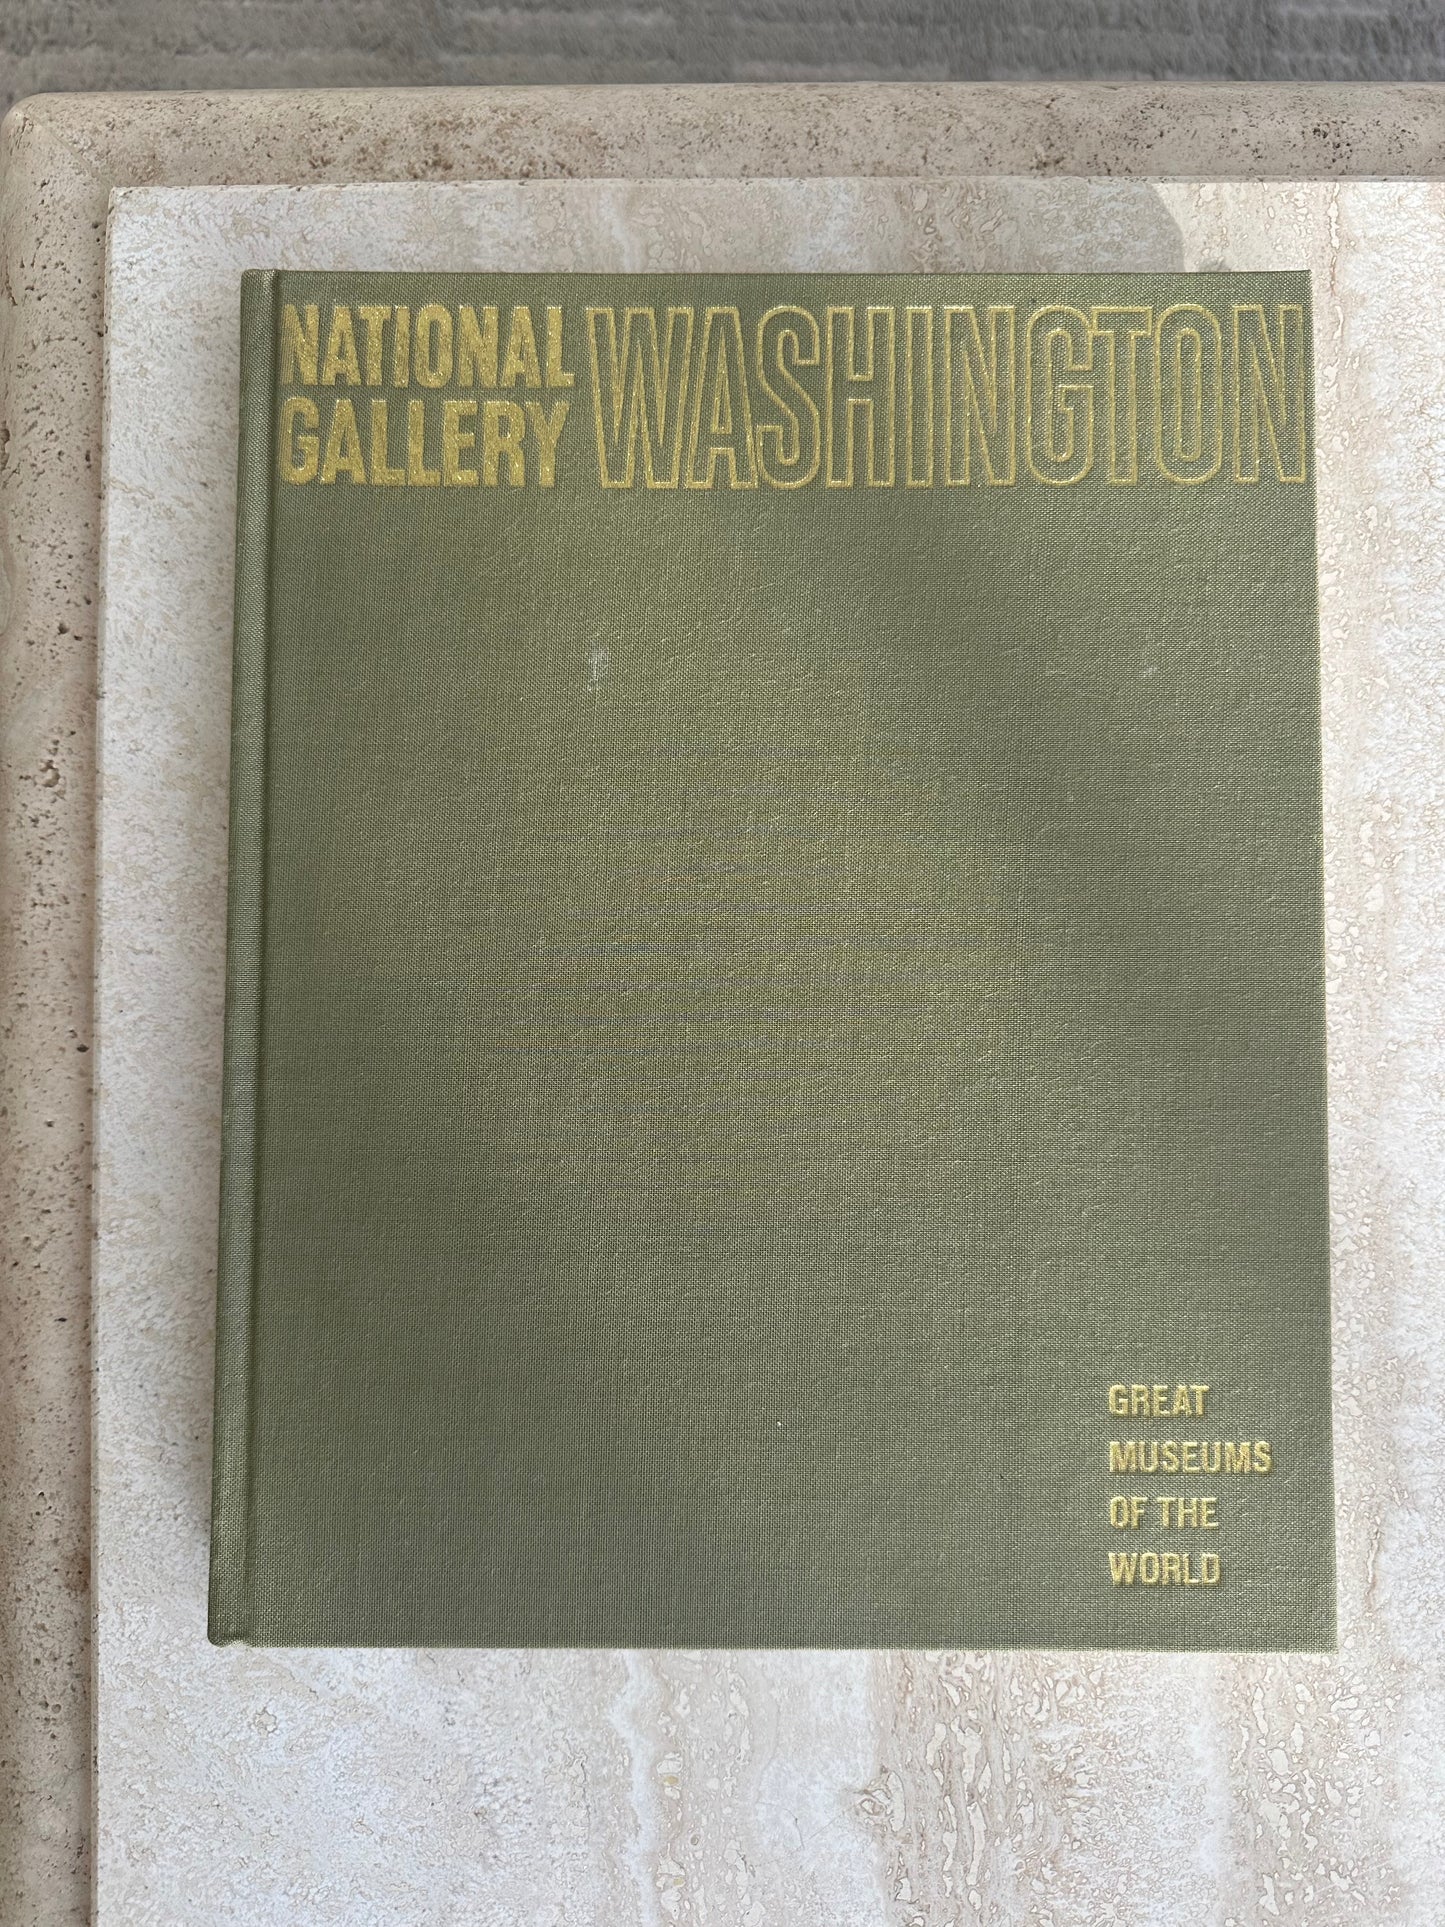 NATIONAL
GALLERY
WASHINGTON
GREAT
MUSEUMS
OF THE
WORLD